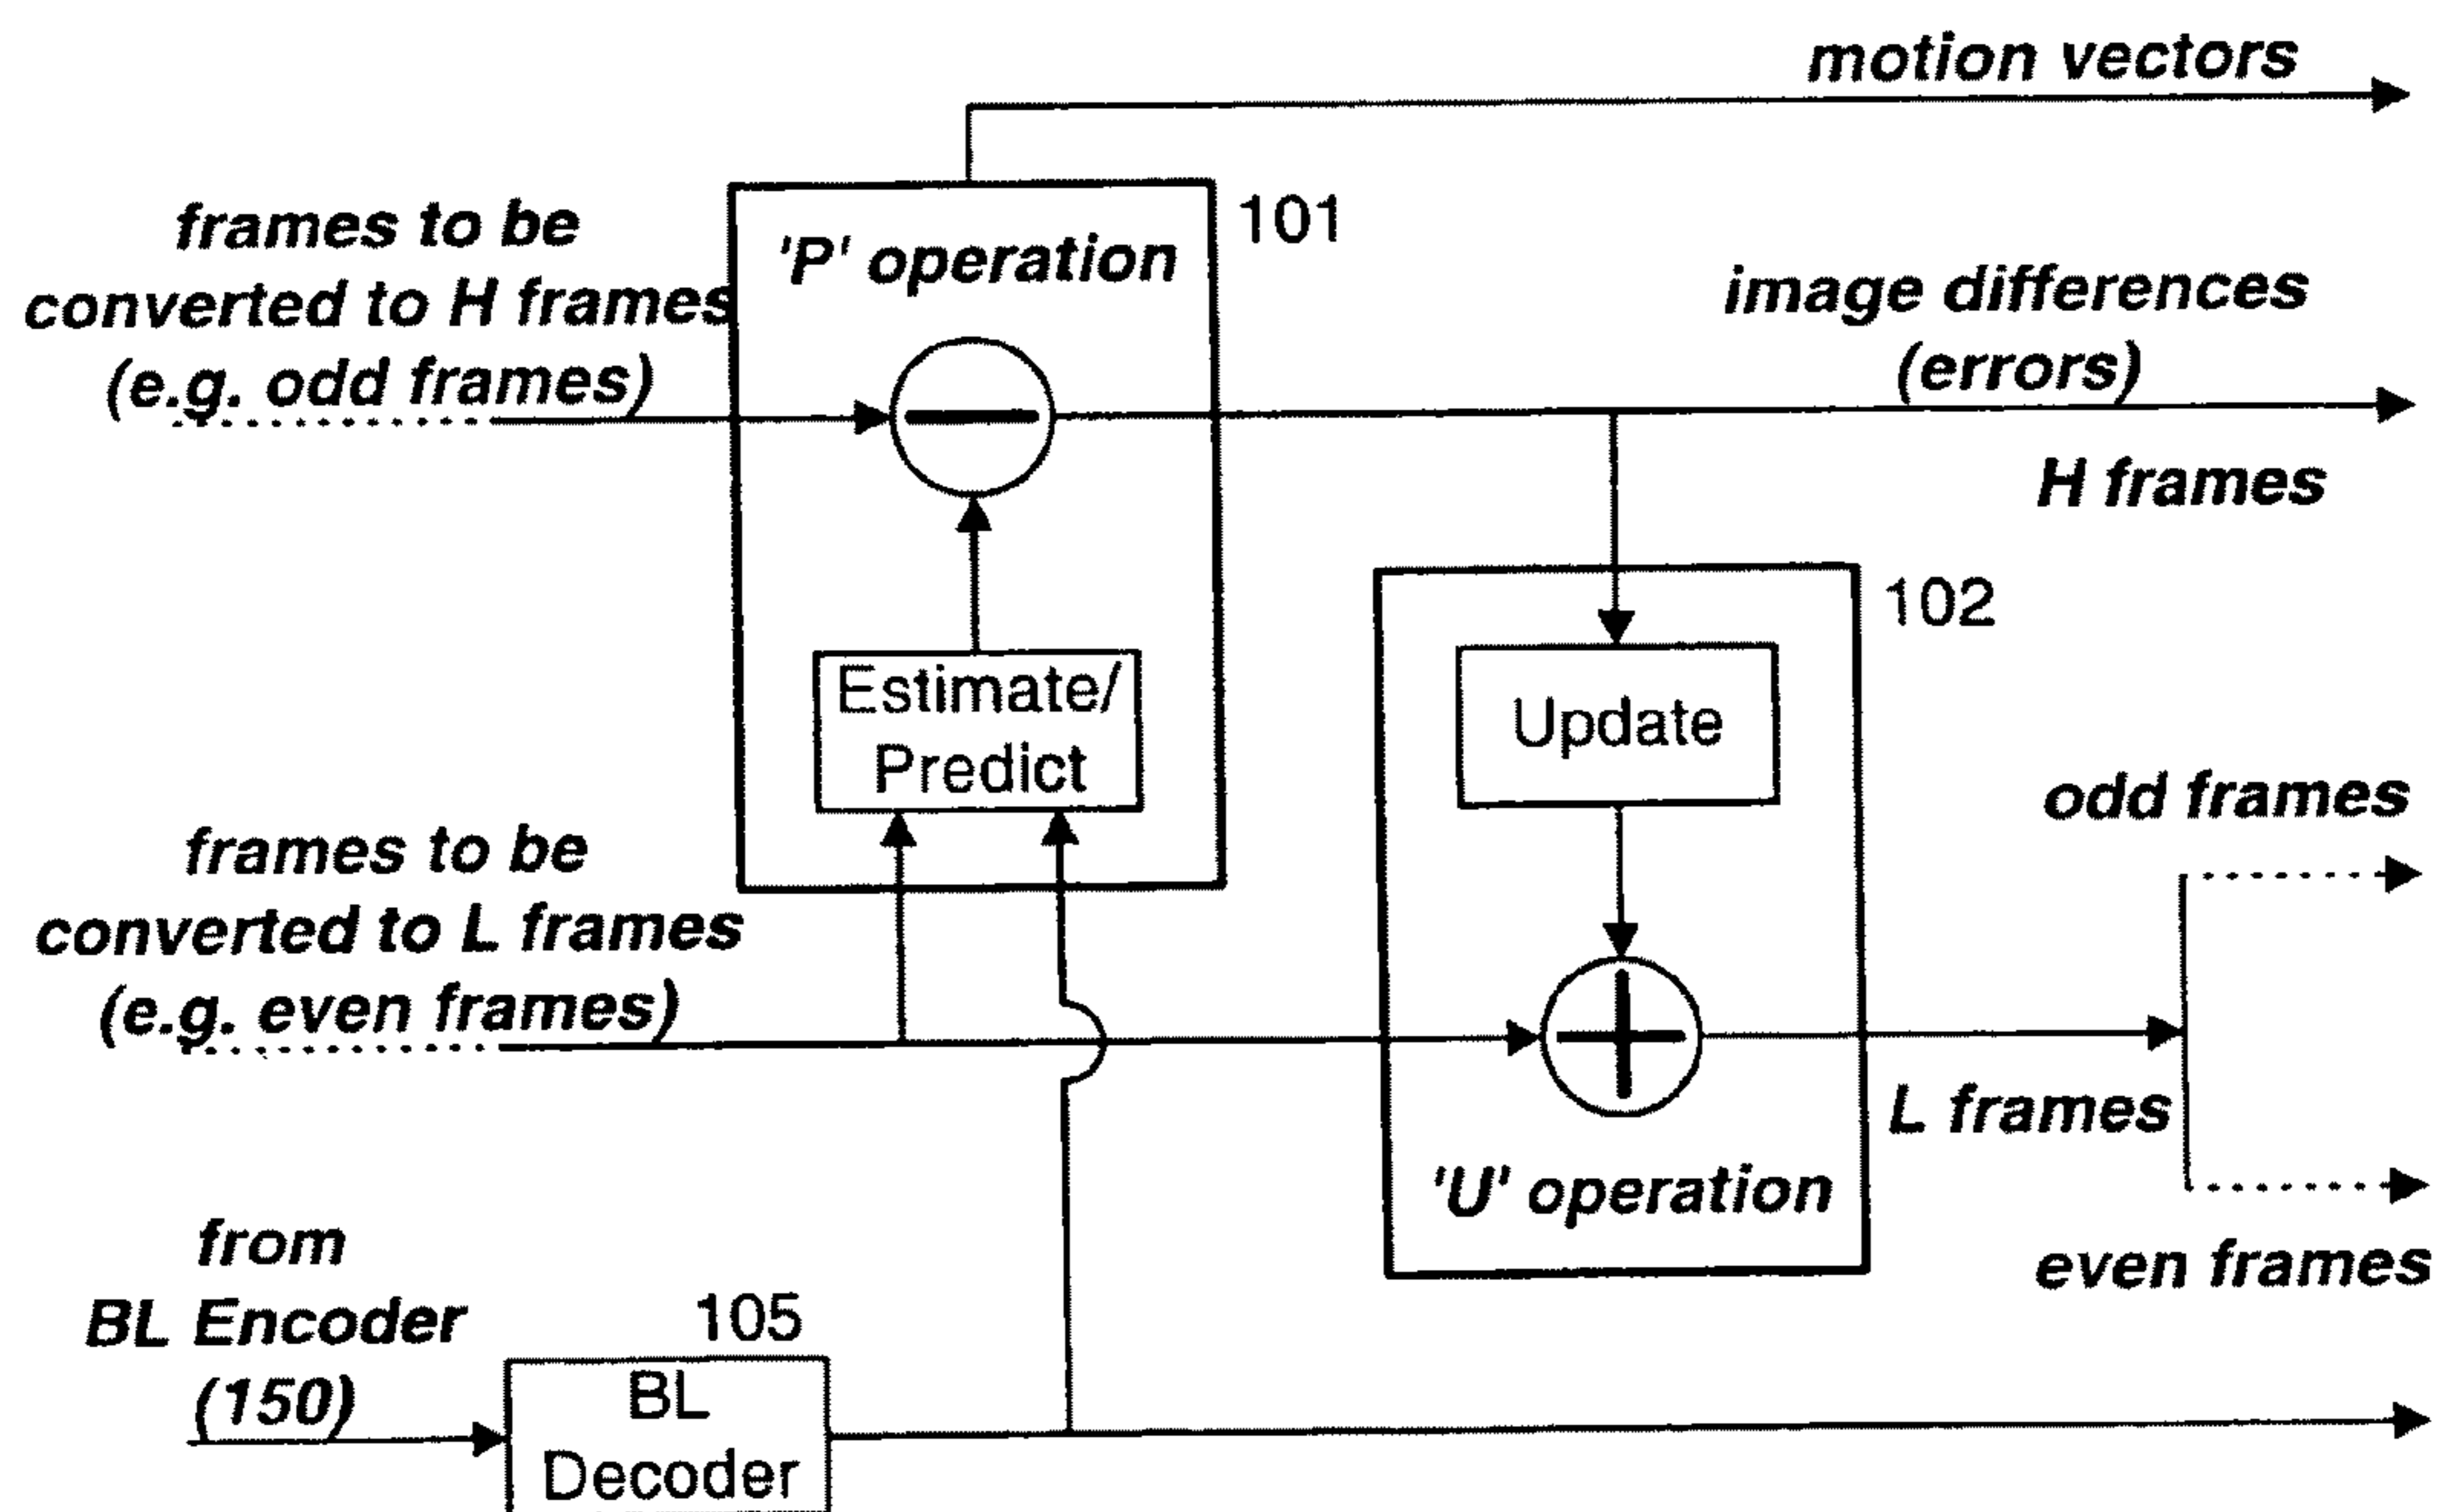 motion vectors
frames to be
converted to H frames
(e.g. odd frames)
'P' operation
101
image differences
(errors)
H frames
Estimate/
Predict
102
Update
odd frames
frames to be
converted to L frames
(e.g. even frames)
L frames
'U' operation
even frames
from
BL Encoder
(150)
105
BL
Decoder